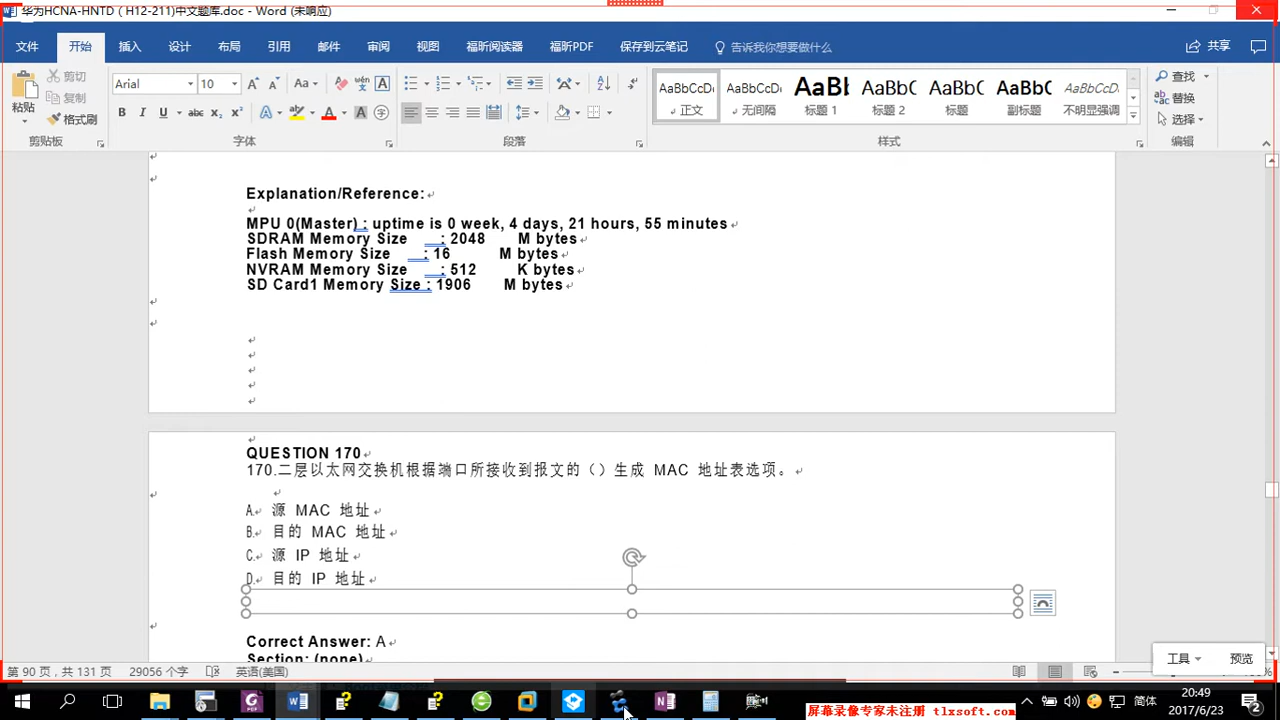 华为HCNA-HNTD（H12-211)中文题库.doc - Word (未响应)
文件 开始 插入 设计 布局 引用 邮件 审阅 视图 福昕阅读器 福昕PDF 保存到云笔记 告诉我你想要做什么 共享
粘贴 剪切 复制 格式刷
Arial 10
AaBbCcDi AaBbCcDi AaBl AaBbC AaBbC AaBbC AaBbCcDi
正文 无间隔 标题 1 标题 2 标题 副标题 不明显强调
查找 替换 选择
剪贴板 字体 段落 样式 编辑
Explanation/Reference:
MPU 0(Master) : uptime is 0 week, 4 days, 21 hours, 55 minutes
SDRAM Memory Size : 2048 M bytes
Flash Memory Size : 16 M bytes
NVRAM Memory Size : 512 K bytes
SD Card1 Memory Size : 1906 M bytes
QUESTION 170
170.二层以太网交换机根据端口所接收到报文的（）生成 MAC 地址表选项。
A. 源 MAC 地址
B. 目的 MAC 地址
C. 源 IP 地址
D. 目的 IP 地址
Correct Answer: A
Section: (none)
工具 预览
第 90 页，共 131 页 29056 个字 英语(美国)
简体 20:49
2017/6/23
屏幕录像专家未注册 tlxsoft.com